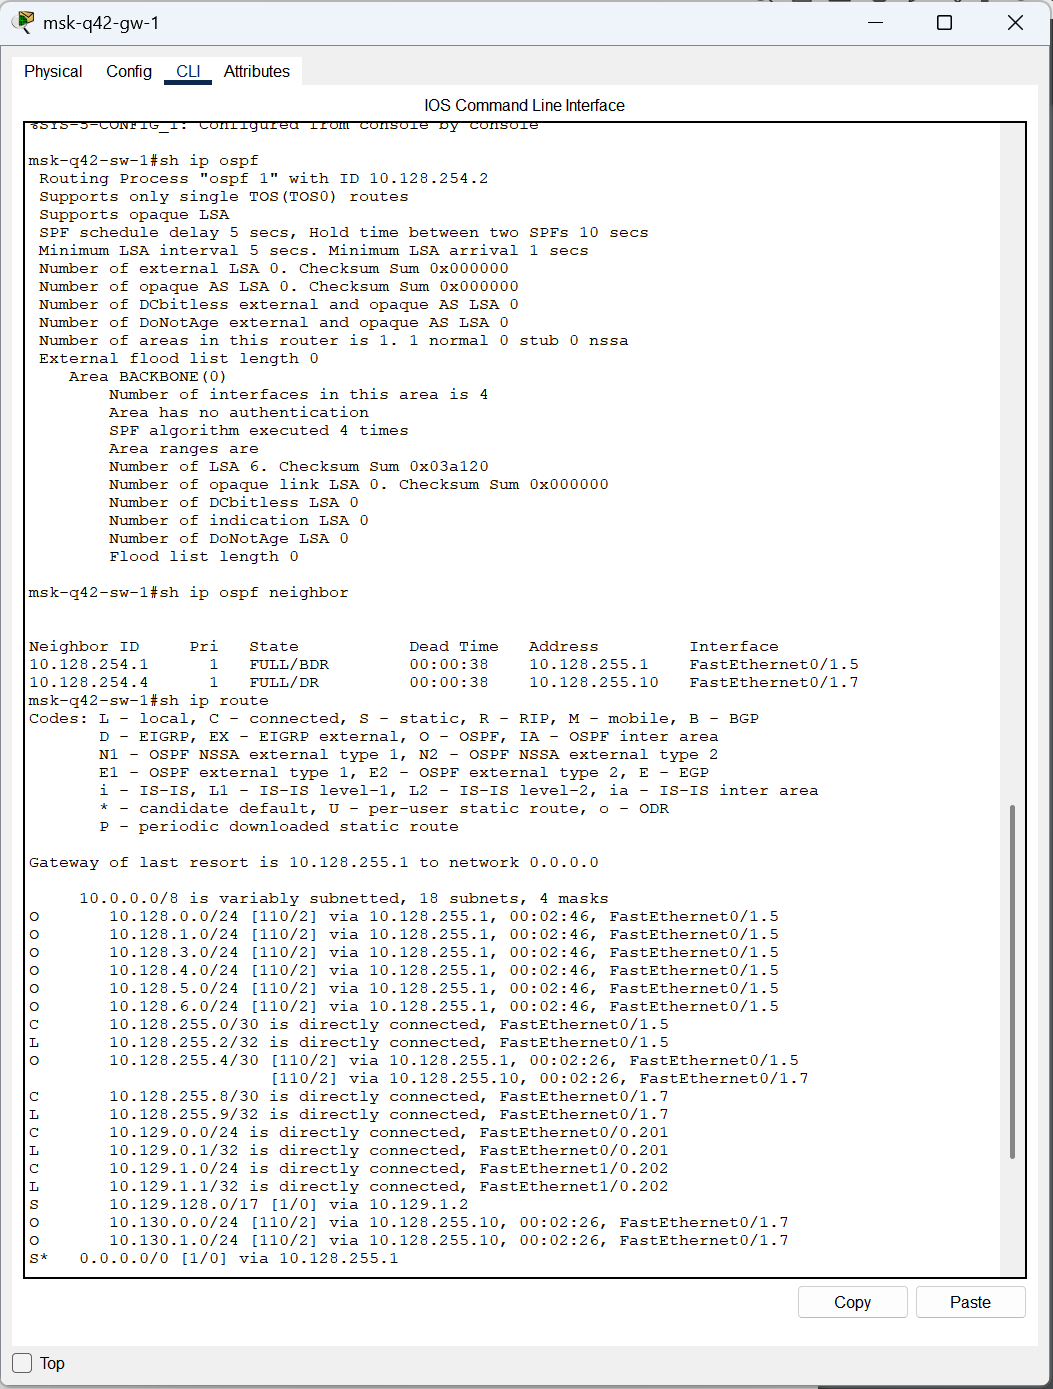 msk-q42-gw-1
Physical Config CLI Attributes
IOS Command Line Interface
%SYS-5-CONFIG_I: Configured from console by console
msk-q42-sw-1#sh ip ospf
Routing Process "ospf 1" with ID 10.128.254.2
Supports only single TOS(TOS0) routes
Supports opaque LSA
SPF schedule delay 5 secs, Hold time between two SPFs 10 secs
Minimum LSA interval 5 secs. Minimum LSA arrival 1 secs
Number of external LSA 0. Checksum Sum 0x000000
Number of opaque AS LSA 0. Checksum Sum 0x000000
Number of DCbitless external and opaque AS LSA 0
Number of DoNotAge external and opaque AS LSA 0
Number of areas in this router is 1. 1 normal 0 stub 0 nssa
External flood list length 0
Area BACKBONE(0)
Number of interfaces in this area is 4
Area has no authentication
SPF algorithm executed 4 times
Area ranges are
Number of LSA 6. Checksum Sum 0x03a120
Number of opaque link LSA 0. Checksum Sum 0x000000
Number of DCbitless LSA 0
Number of indication LSA 0
Number of DoNotAge LSA 0
Flood list length 0
msk-q42-sw-1#sh ip ospf neighbor
Neighbor ID Pri State Dead Time Address Interface
10.128.254.1 1 FULL/BDR 00:00:38 10.128.255.1 FastEthernet0/1.5
10.128.254.4 1 FULL/DR 00:00:38 10.128.255.10 FastEthernet0/1.7
msk-q42-sw-1#sh ip route
Codes: L - local, C - connected, S - static, R - RIP, M - mobile, B - BGP
D - EIGRP, EX - EIGRP external, O - OSPF, IA - OSPF inter area
N1 - OSPF NSSA external type 1, N2 - OSPF NSSA external type 2
E1 - OSPF external type 1, E2 - OSPF external type 2, E - EGP
i - IS-IS, L1 - IS-IS level-1, L2 - IS-IS level-2, ia - IS-IS inter area
* - candidate default, U - per-user static route, o - ODR
P - periodic downloaded static route
Gateway of last resort is 10.128.255.1 to network 0.0.0.0
10.0.0.0/8 is variably subnetted, 18 subnets, 4 masks
O 10.128.0.0/24 [110/2] via 10.128.255.1, 00:02:46, FastEthernet0/1.5
O 10.128.1.0/24 [110/2] via 10.128.255.1, 00:02:46, FastEthernet0/1.5
O 10.128.3.0/24 [110/2] via 10.128.255.1, 00:02:46, FastEthernet0/1.5
O 10.128.4.0/24 [110/2] via 10.128.255.1, 00:02:46, FastEthernet0/1.5
O 10.128.5.0/24 [110/2] via 10.128.255.1, 00:02:46, FastEthernet0/1.5
O 10.128.6.0/24 [110/2] via 10.128.255.1, 00:02:46, FastEthernet0/1.5
C 10.128.255.0/30 is directly connected, FastEthernet0/1.5
L 10.128.255.2/32 is directly connected, FastEthernet0/1.5
O 10.128.255.4/30 [110/2] via 10.128.255.1, 00:02:26, FastEthernet0/1.5
[110/2] via 10.128.255.10, 00:02:26, FastEthernet0/1.7
C 10.128.255.8/30 is directly connected, FastEthernet0/1.7
L 10.128.255.9/32 is directly connected, FastEthernet0/1.7
C 10.129.0.0/24 is directly connected, FastEthernet0/0.201
L 10.129.0.1/32 is directly connected, FastEthernet0/0.201
C 10.129.1.0/24 is directly connected, FastEthernet1/0.202
L 10.129.1.1/32 is directly connected, FastEthernet1/0.202
S 10.129.128.0/17 [1/0] via 10.129.1.2
O 10.130.0.0/24 [110/2] via 10.128.255.10, 00:02:26, FastEthernet0/1.7
O 10.130.1.0/24 [110/2] via 10.128.255.10, 00:02:26, FastEthernet0/1.7
S* 0.0.0.0/0 [1/0] via 10.128.255.1
Copy Paste
Top